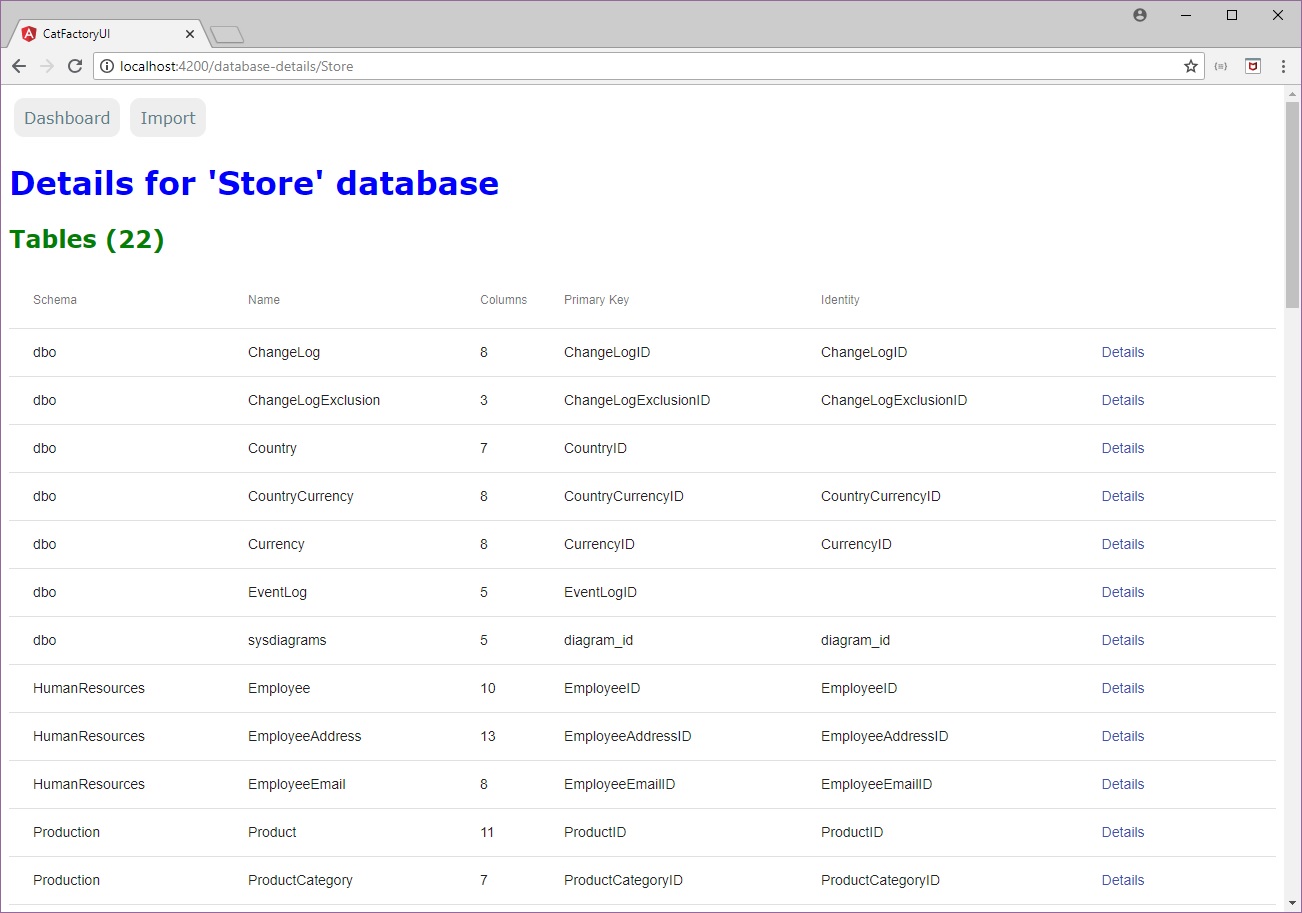 CatFactoryUI
localhost:4200/database-details/Store
Dashboard Import
Details for 'Store' database
Tables (22)
Schema Name Columns Primary Key Identity
dbo ChangeLog 8 ChangeLogID ChangeLogID Details
dbo ChangeLogExclusion 3 ChangeLogExclusionID ChangeLogExclusionID Details
dbo Country 7 CountryID Details
dbo CountryCurrency 8 CountryCurrencyID CountryCurrencyID Details
dbo Currency 8 CurrencyID CurrencyID Details
dbo EventLog 5 EventLogID Details
dbo sysdiagrams 5 diagram_id diagram_id Details
HumanResources Employee 10 EmployeeID EmployeeID Details
HumanResources EmployeeAddress 13 EmployeeAddressID EmployeeAddressID Details
HumanResources EmployeeEmail 8 EmployeeEmailID EmployeeEmailID Details
Production Product 11 ProductID ProductID Details
Production ProductCategory 7 ProductCategoryID ProductCategoryID Details